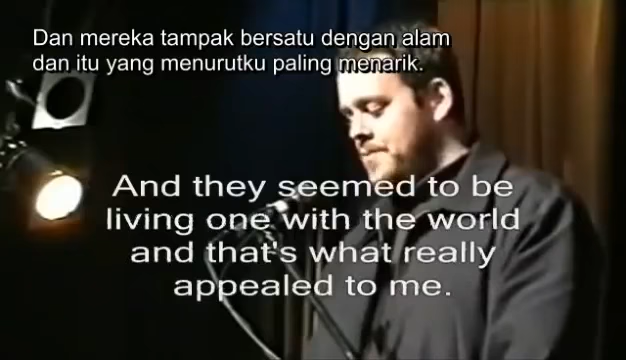 Dan mereka tampak bersatu dengan alam
dan itu yang menurutku paling menarik.
And they seemed to be
living one with the world
and that's what really
appealed to me.